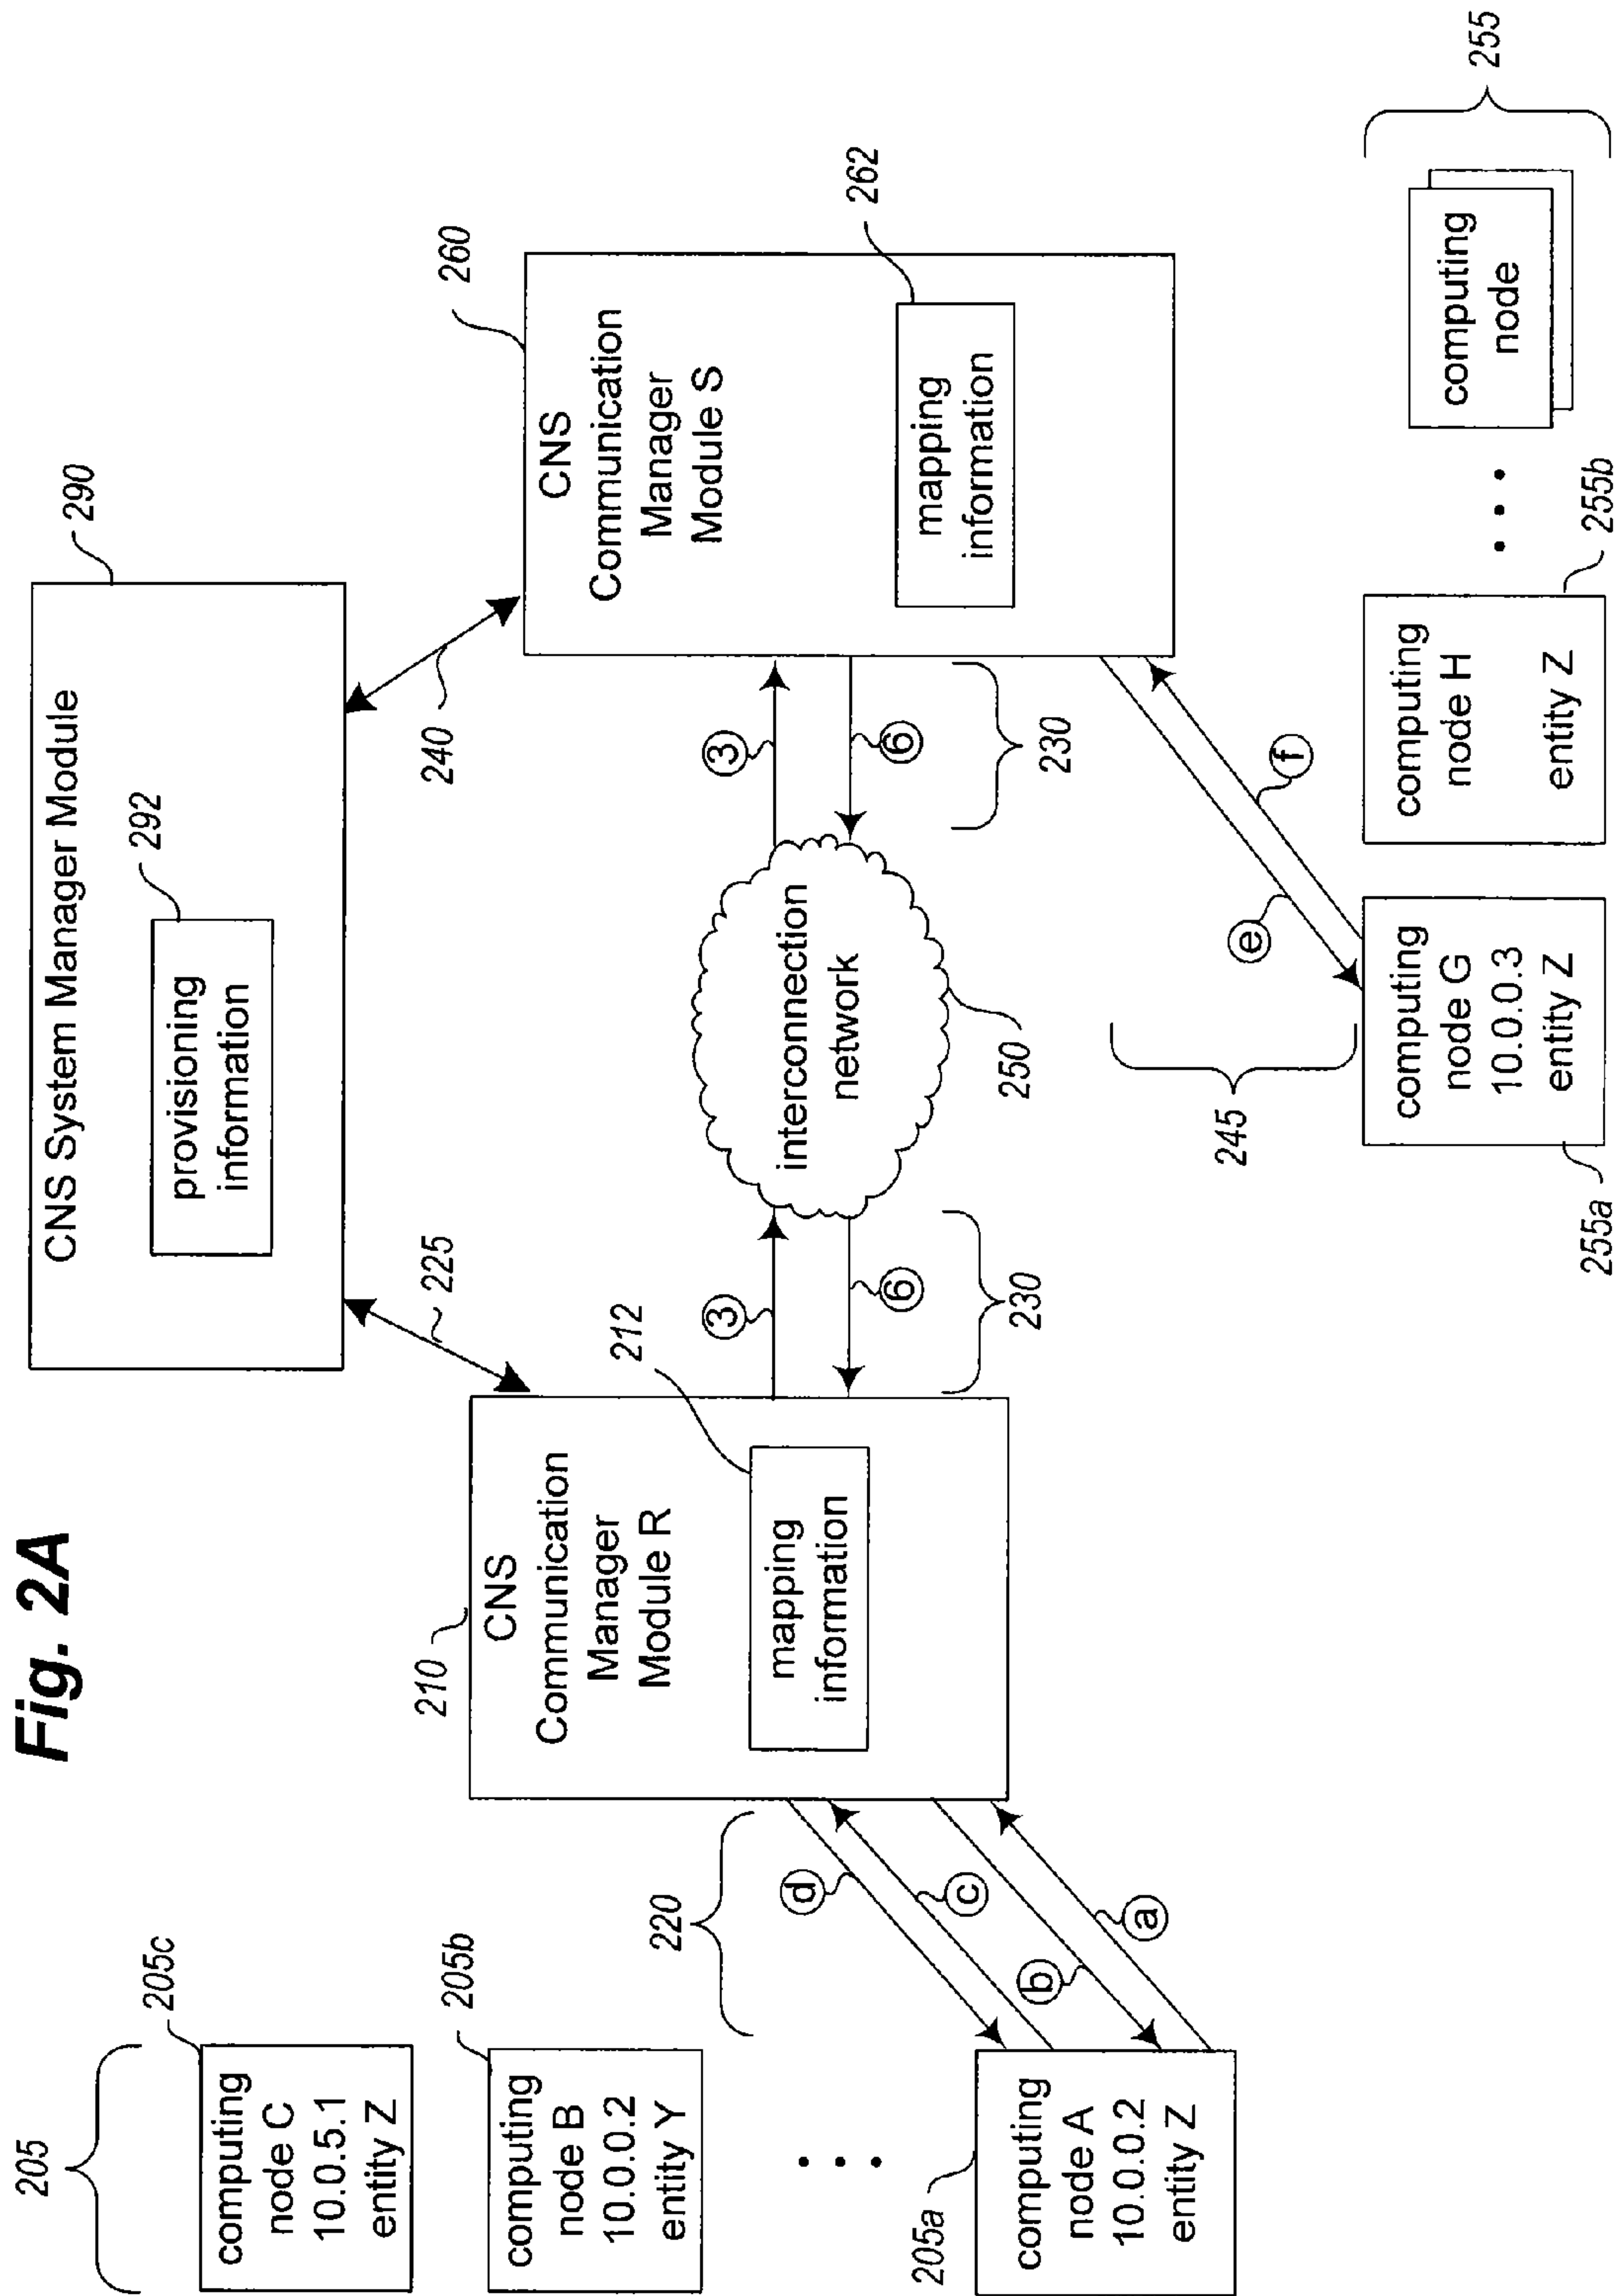 Fig. 2A
205
205c
computing
node C
10.0.5.1
entity Z
205b
computing
node B
10.0.0.2
entity Y
205a
computing
node A
10.0.0.2
entity Z
220
d
c
b
a
210
CNS
Communication
Manager
Module R
212
mapping
information
225
290
CNS System Manager Module
292
provisioning
information
240
3
6
230
interconnection
network
250
3
6
230
260
CNS
Communication
Manager
Module S
262
mapping
information
245
e
f
255a
computing
node G
10.0.0.3
entity Z
255b
computing
node H
entity Z
255
computing
node